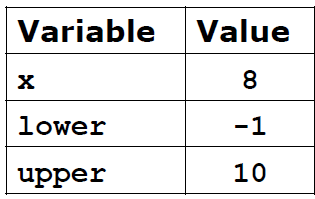 Variable Value
x 8
lower -1
upper 10